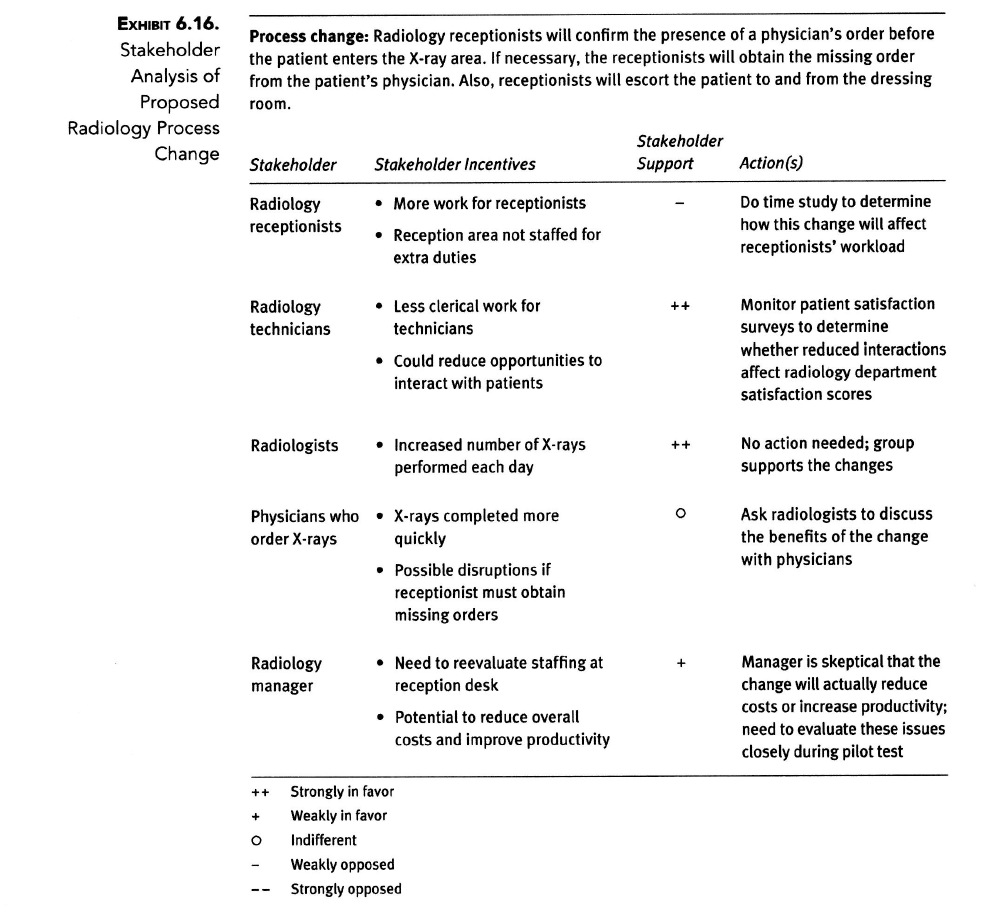 EXHIBIT 6.16.
Stakeholder
Analysis of
Proposed
Radiology Process
Change
Process change: Radiology receptionists will confirm the presence of a physician's order before
the patient enters the X-ray area. If necessary, the receptionists will obtain the missing order
from the patient's physician. Also, receptionists will escort the patient to and from the dressing
room.
Stakeholder Stakeholder Incentives Stakeholder Support Action(s)
Radiology
receptionists
• More work for receptionists
• Reception area not staffed for
extra duties
–
Do time study to determine
how this change will affect
receptionists' workload
Radiology
technicians
• Less clerical work for
technicians
• Could reduce opportunities to
interact with patients
++
Monitor patient satisfaction
surveys to determine
whether reduced interactions
affect radiology department
satisfaction scores
Radiologists
• Increased number of X-rays
performed each day
++
No action needed; group
supports the changes
Physicians who
order X-rays
• X-rays completed more
quickly
• Possible disruptions if
receptionist must obtain
missing orders
O
Ask radiologists to discuss
the benefits of the change
with physicians
Radiology
manager
• Need to reevaluate staffing at
reception desk
• Potential to reduce overall
costs and improve productivity
+
Manager is skeptical that the
change will actually reduce
costs or increase productivity;
need to evaluate these issues
closely during pilot test
++ Strongly in favor
+ Weakly in favor
O Indifferent
– Weakly opposed
–– Strongly opposed